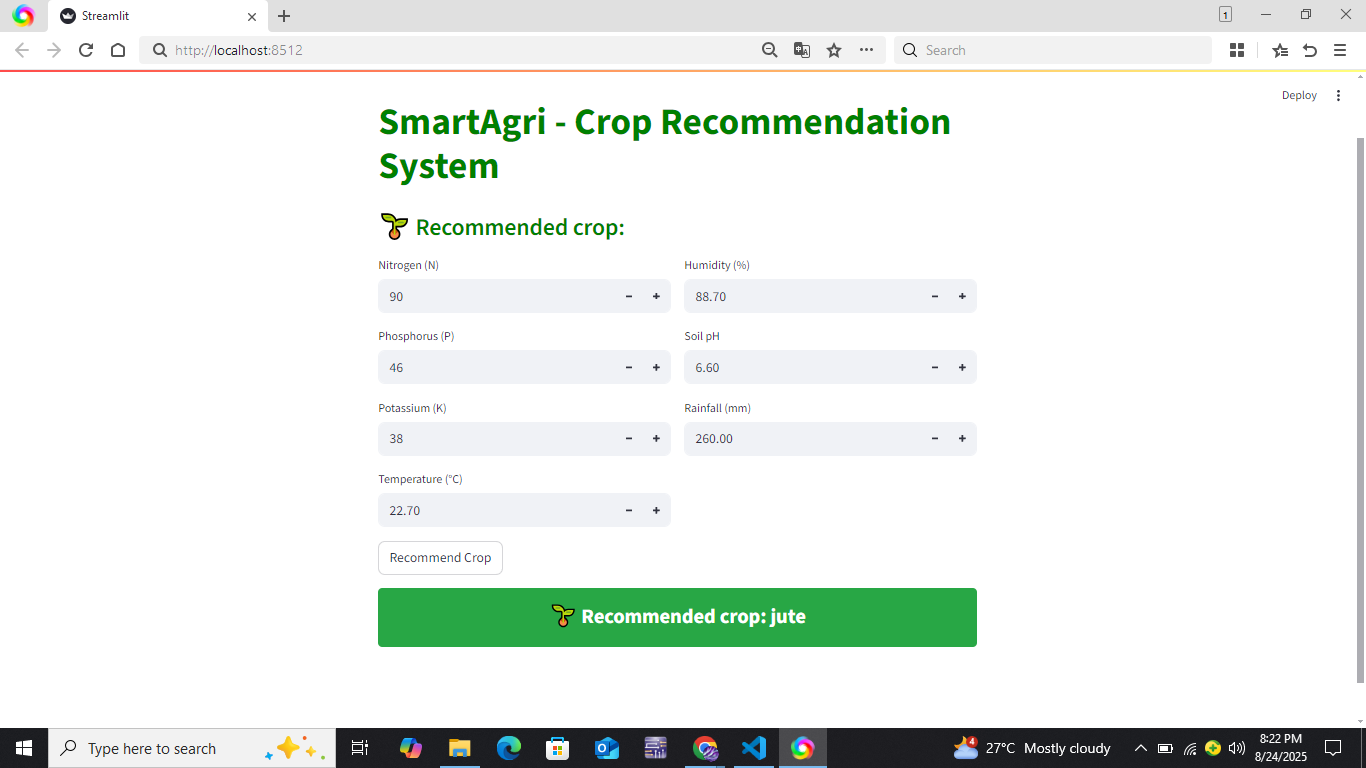 Streamlit
1
http://localhost:8512
Search
Deploy
SmartAgri - Crop Recommendation
System
Recommended crop:
Nitrogen (N)
Humidity (%)
90
88.70
Phosphorus (P)
Soil pH
46
6.60
Potassium (K)
Rainfall (mm)
38
260.00
Temperature (°C)
22.70
Recommend Crop
Recommended crop: jute
Type here to search
4
27°C Mostly cloudy
8:22 PM
8/24/2025